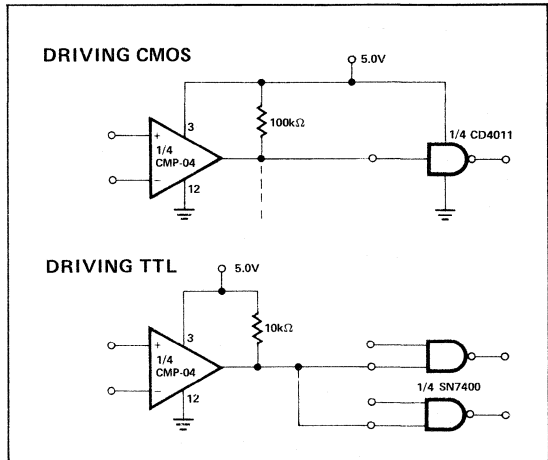 DRIVING CMOS
5.0V
3
100kΩ
1/4 CD4011
+
1/4
CMP-04
−
12
DRIVING TTL
5.0V
3
10kΩ
+
1/4
CMP-04
−
12
1/4 SN7400